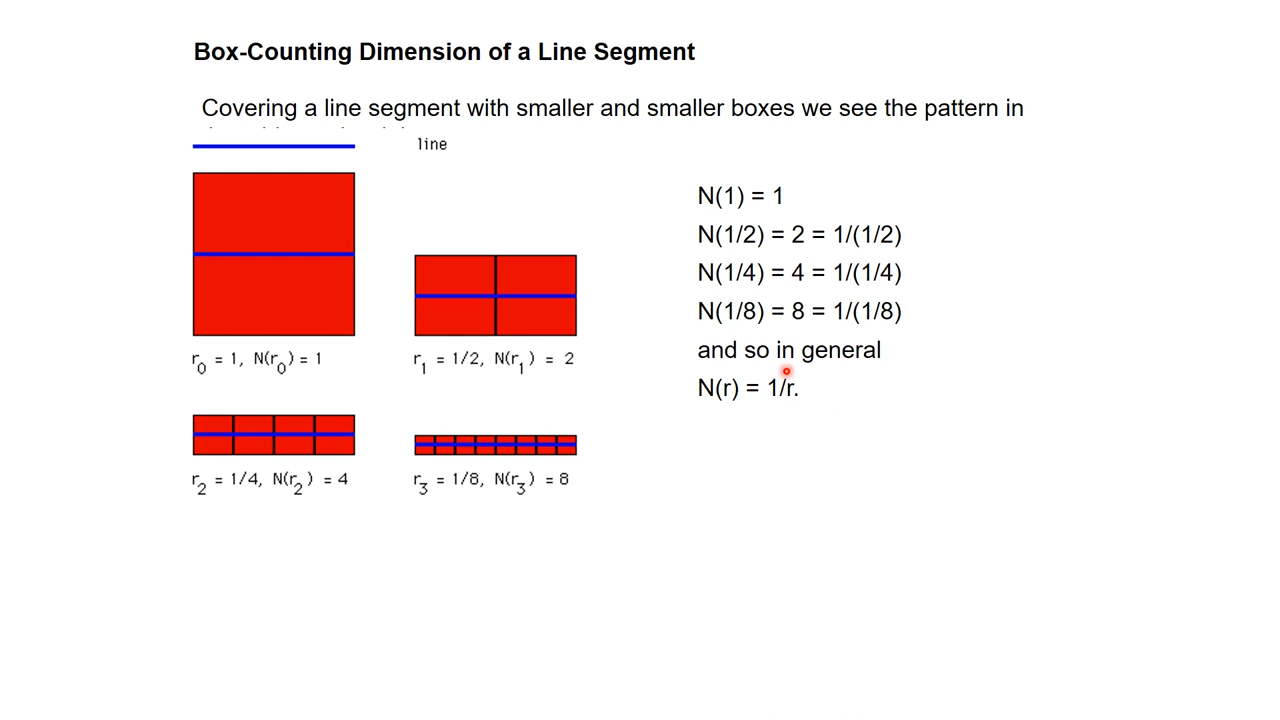 Box-Counting Dimension of a Line Segment
Covering a line segment with smaller and smaller boxes we see the pattern in
line
r0 = 1, N(r0) = 1
r1 = 1/2, N(r1) = 2
r2 = 1/4, N(r2) = 4
r3 = 1/8, N(r3) = 8
N(1) = 1
N(1/2) = 2 = 1/(1/2)
N(1/4) = 4 = 1/(1/4)
N(1/8) = 8 = 1/(1/8)
and so in general
N(r) = 1/r.